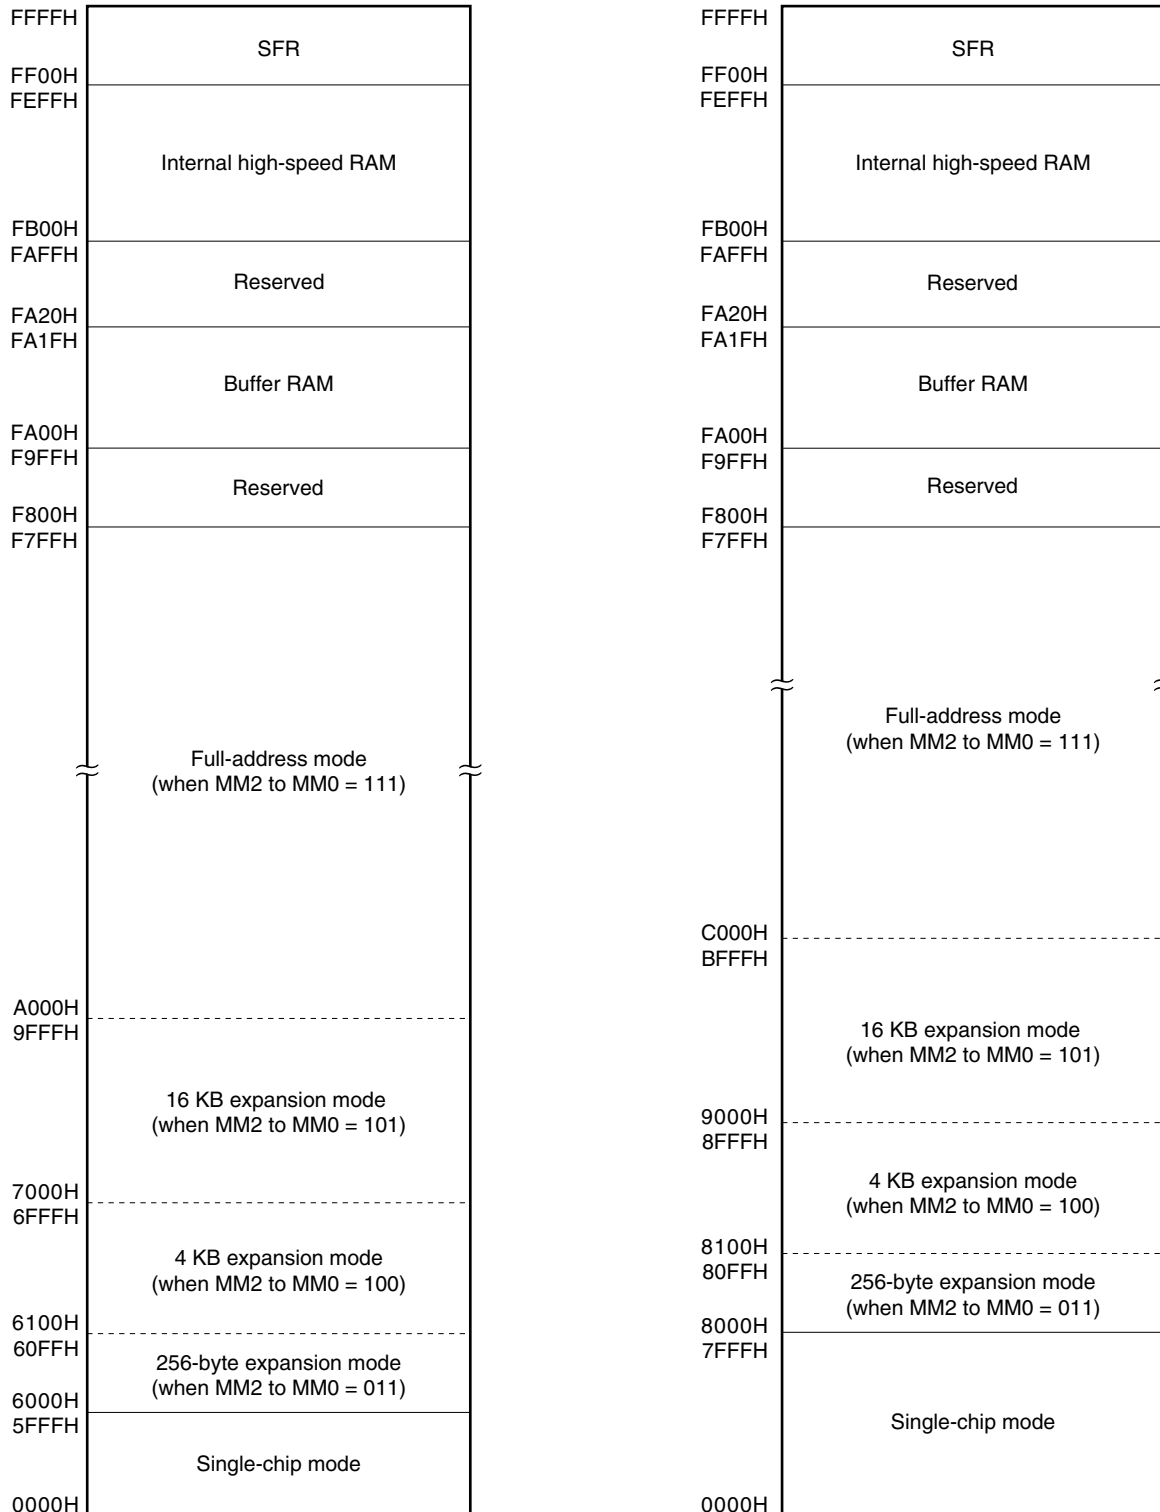 FFFFH
SFR
FF00H
FEFFH
Internal high-speed RAM
FB00H
FAFFH
Reserved
FA20H
FA1FH
Buffer RAM
FA00H
F9FFH
Reserved
F800H
F7FFH
Full-address mode
(when MM2 to MM0 = 111)
A000H
9FFFH
16 KB expansion mode
(when MM2 to MM0 = 101)
7000H
6FFFH
4 KB expansion mode
(when MM2 to MM0 = 100)
6100H
60FFH
256-byte expansion mode
(when MM2 to MM0 = 011)
6000H
5FFFH
Single-chip mode
0000H
FFFFH
SFR
FF00H
FEFFH
Internal high-speed RAM
FB00H
FAFFH
Reserved
FA20H
FA1FH
Buffer RAM
FA00H
F9FFH
Reserved
F800H
F7FFH
Full-address mode
(when MM2 to MM0 = 111)
C000H
BFFFH
16 KB expansion mode
(when MM2 to MM0 = 101)
9000H
8FFFH
4 KB expansion mode
(when MM2 to MM0 = 100)
8100H
80FFH
256-byte expansion mode
(when MM2 to MM0 = 011)
8000H
7FFFH
Single-chip mode
0000H